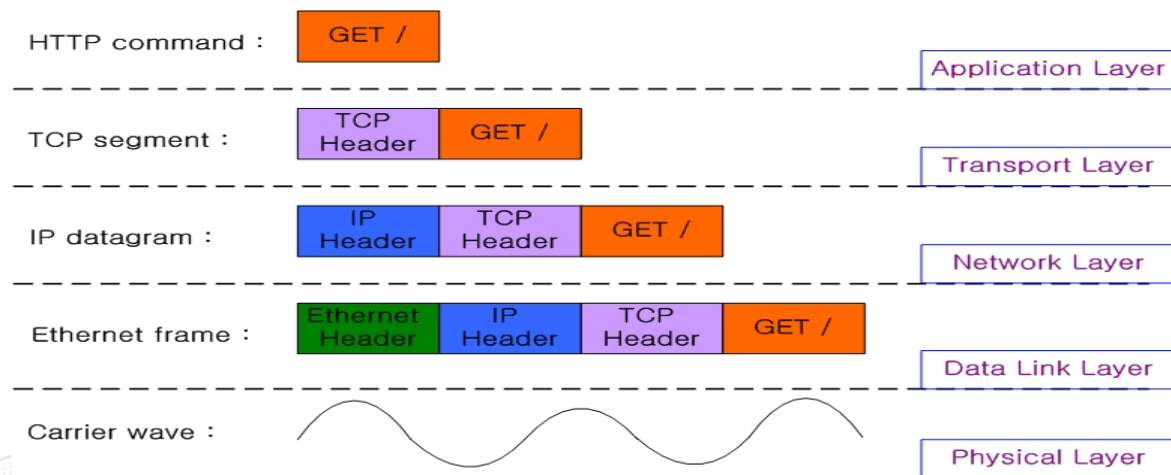 HTTP command :
GET /
Application Layer
TCP segment :
TCP
Header
GET /
Transport Layer
IP datagram :
IP
Header
TCP
Header
GET /
Network Layer
Ethernet frame :
Ethernet
Header
IP
Header
TCP
Header
GET /
Data Link Layer
Carrier wave :
Physical Layer